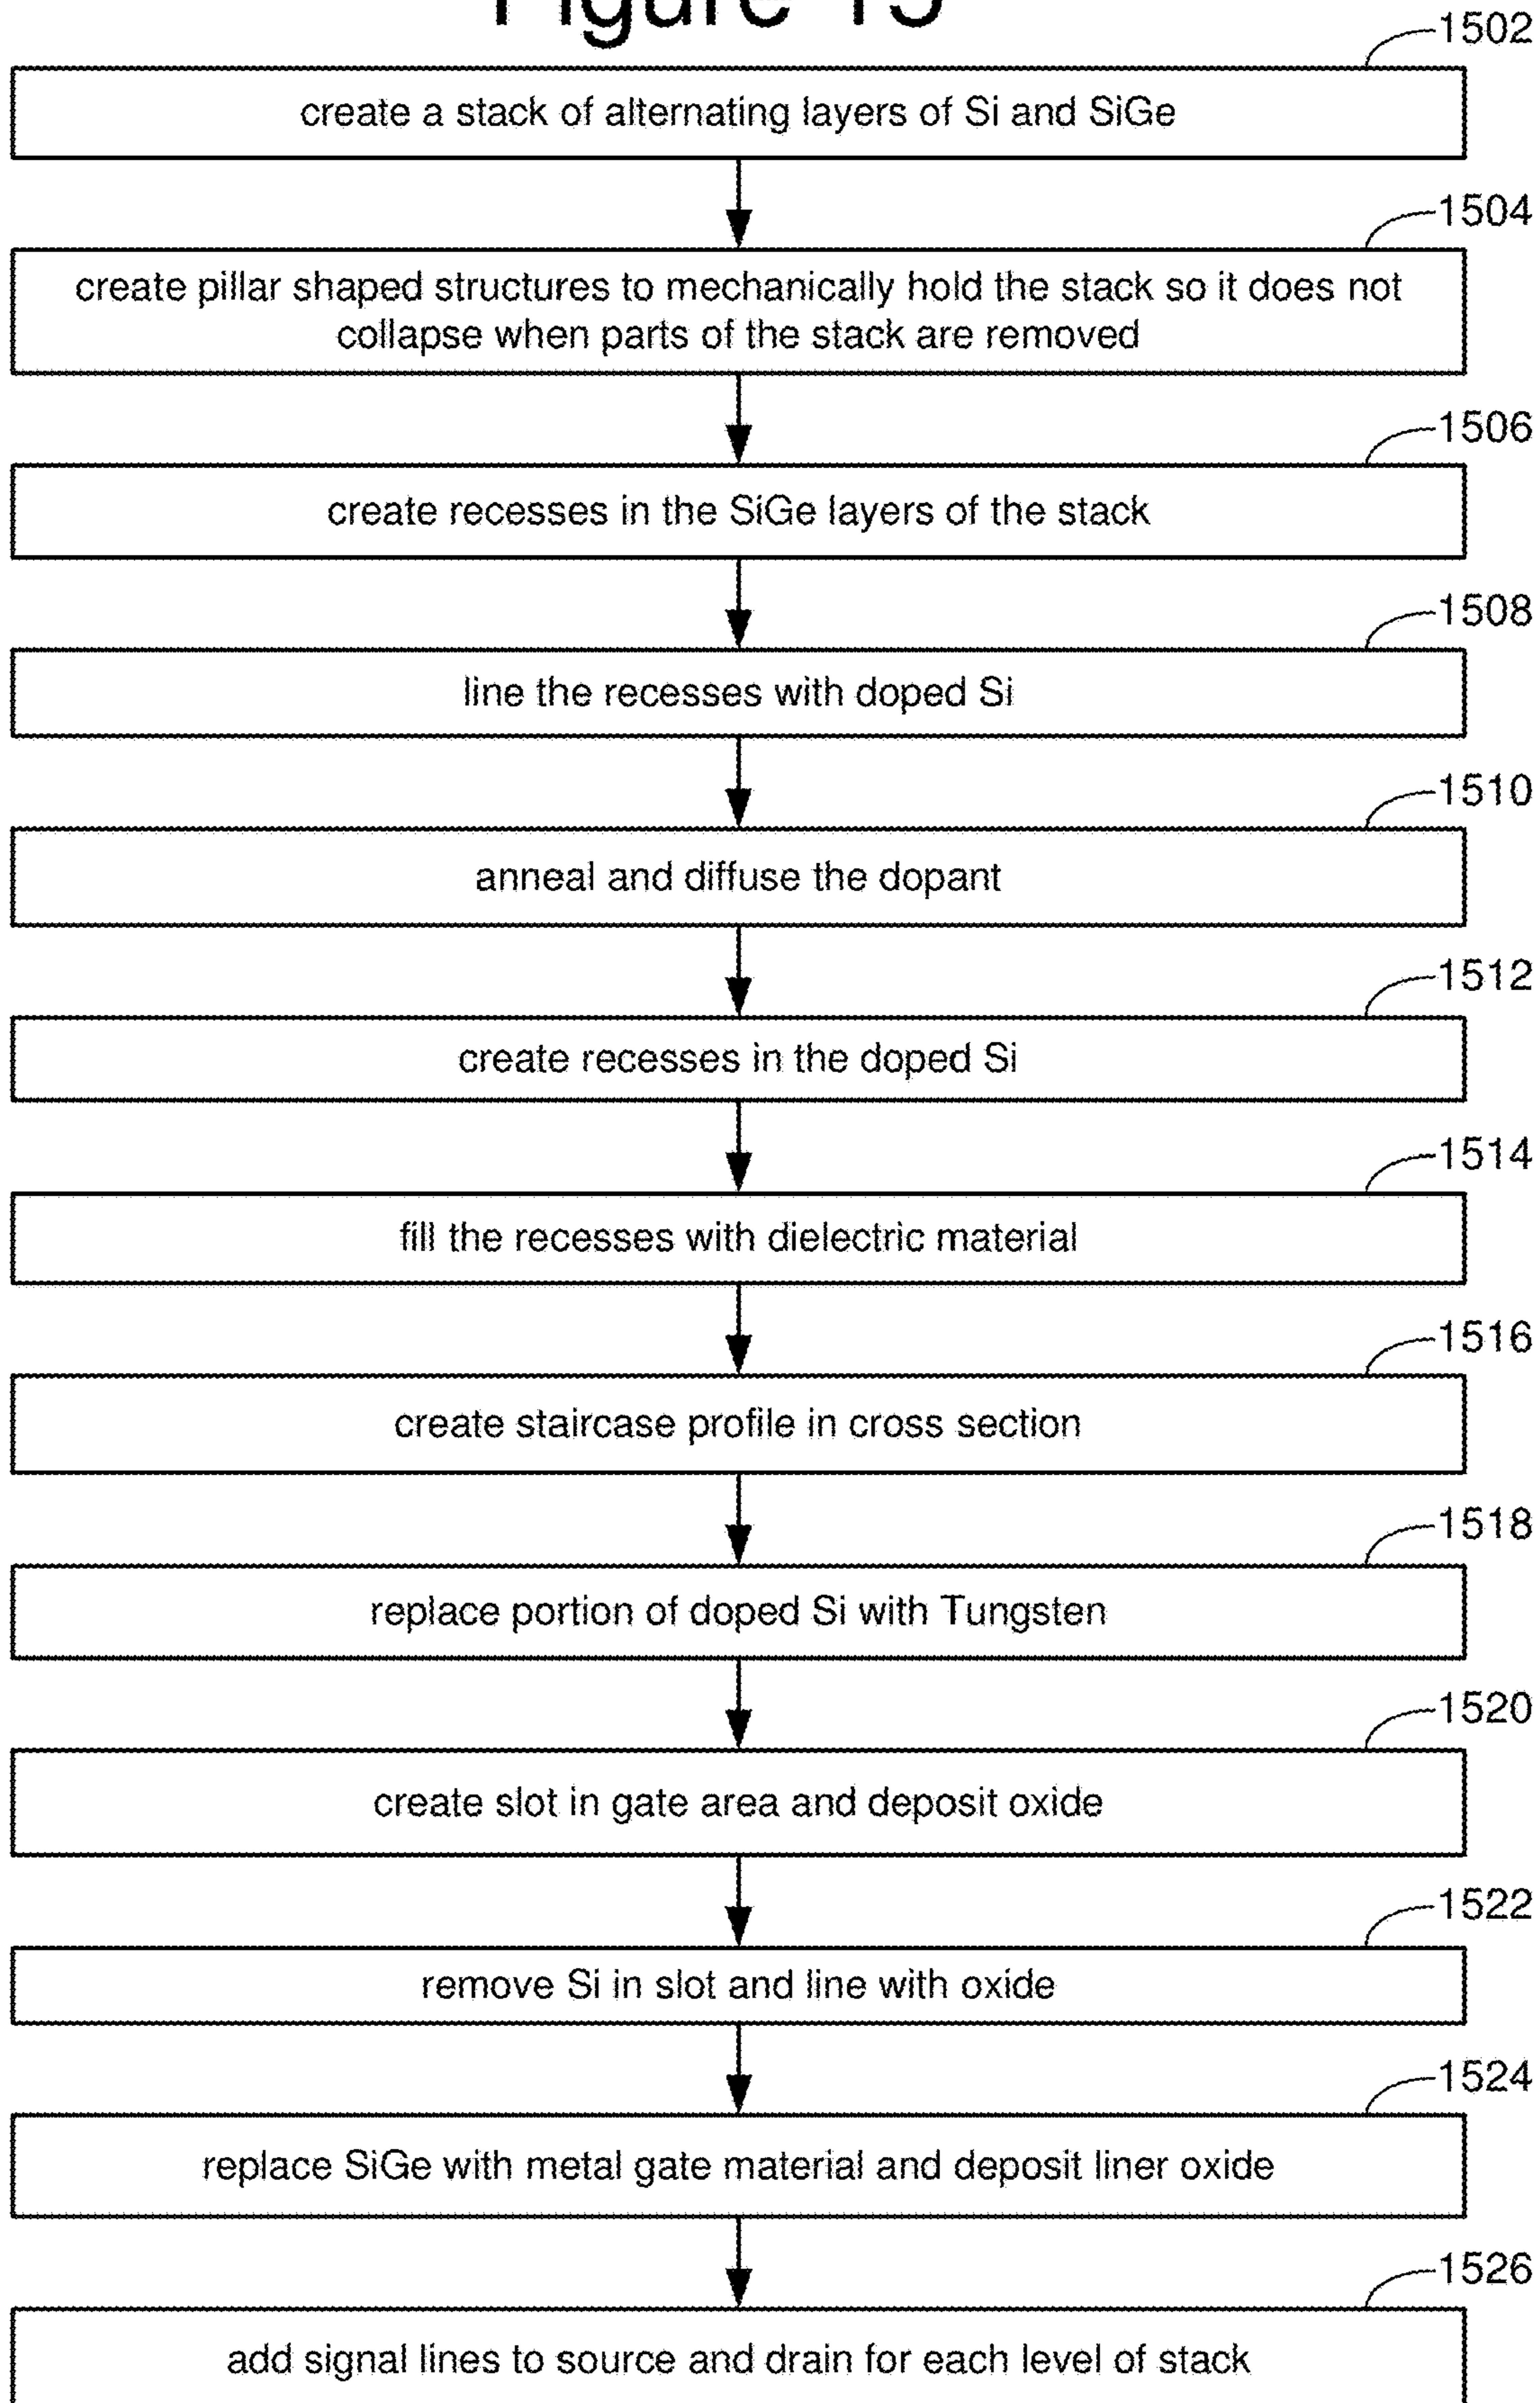 Figure 15
1502
create a stack of alternating layers of Si and SiGe
1504
create pillar shaped structures to mechanically hold the stack so it does not
collapse when parts of the stack are removed
1506
create recesses in the SiGe layers of the stack
1508
line the recesses with doped Si
1510
anneal and diffuse the dopant
1512
create recesses in the doped Si
1514
fill the recesses with dielectric material
1516
create staircase profile in cross section
1518
replace portion of doped Si with Tungsten
1520
create slot in gate area and deposit oxide
1522
remove Si in slot and line with oxide
1524
replace SiGe with metal gate material and deposit liner oxide
1526
add signal lines to source and drain for each level of stack